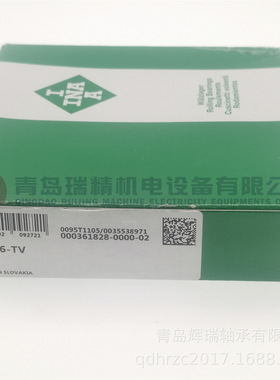 I
INA
A
Wälzlager
Rolling Bearings
Roulements
Cuscinetti volventi
Rodamientos
青岛瑞精机电设备有限公司
02
092721
0095T1105/0035538971
000361828-0000-02
6-TV
SLOVAKIA
青岛辉瑞轴承有限公
qdhrzc2017.1688.